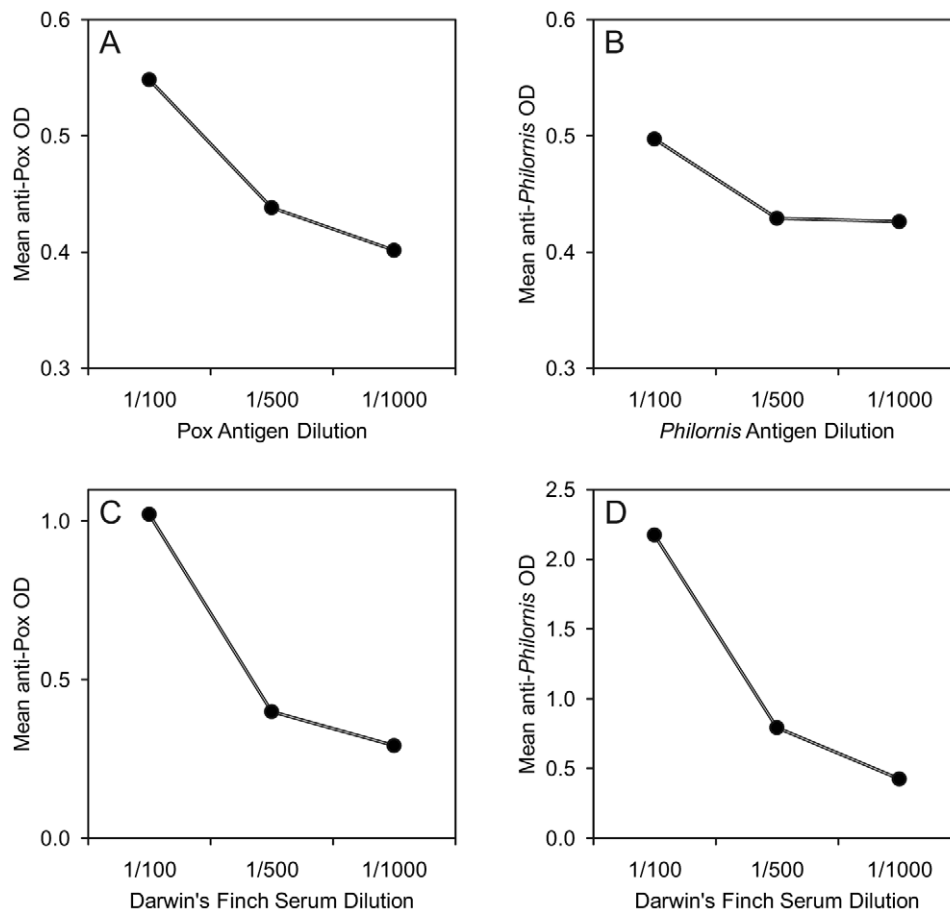 A
Mean anti-Pox OD
0.6
0.5
0.4
0.3
1/100 1/500 1/1000
Pox Antigen Dilution
B
Mean anti-Philornis OD
0.6
0.5
0.4
0.3
1/100 1/500 1/1000
Philornis Antigen Dilution
C
Mean anti-Pox OD
1.0
0.5
0.0
1/100 1/500 1/1000
Darwin's Finch Serum Dilution
D
Mean anti-Philornis OD
2.5
2.0
1.5
1.0
0.5
0.0
1/100 1/500 1/1000
Darwin's Finch Serum Dilution